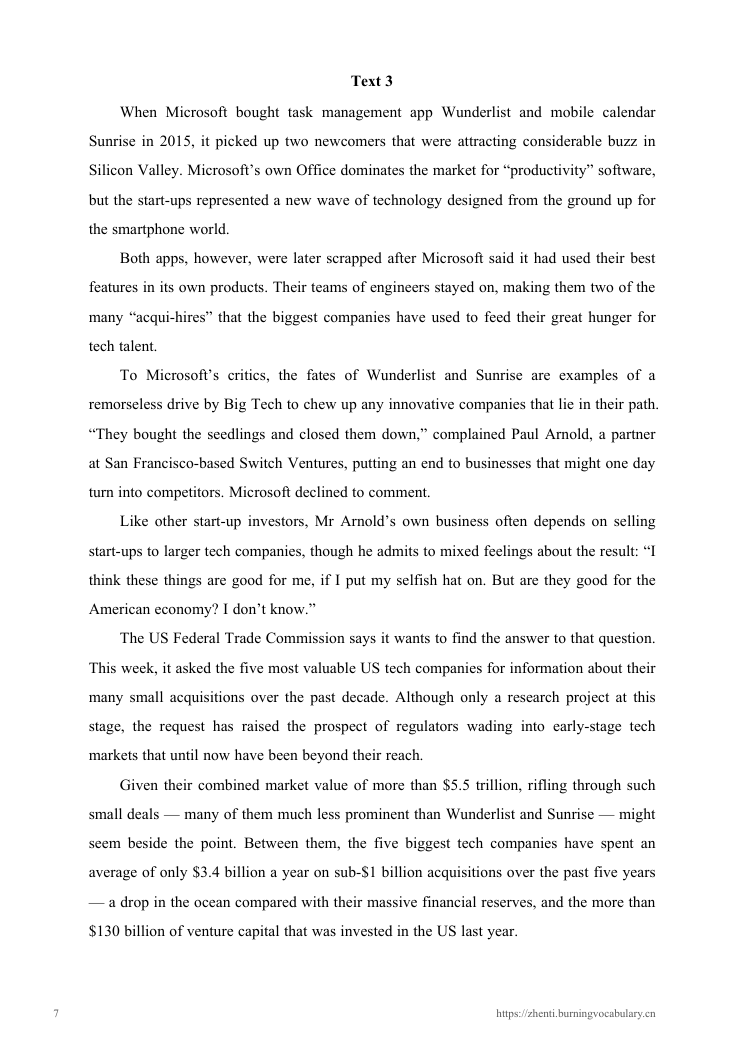 Text 3
When Microsoft bought task management app Wunderlist and mobile calendar
Sunrise in 2015, it picked up two newcomers that were attracting considerable buzz in
Silicon Valley. Microsoft’s own Office dominates the market for “productivity” software,
but the start-ups represented a new wave of technology designed from the ground up for
the smartphone world.
Both apps, however, were later scrapped after Microsoft said it had used their best
features in its own products. Their teams of engineers stayed on, making them two of the
many “acqui-hires” that the biggest companies have used to feed their great hunger for
tech talent.
To Microsoft’s critics, the fates of Wunderlist and Sunrise are examples of a
remorseless drive by Big Tech to chew up any innovative companies that lie in their path.
“They bought the seedlings and closed them down,” complained Paul Arnold, a partner
at San Francisco-based Switch Ventures, putting an end to businesses that might one day
turn into competitors. Microsoft declined to comment.
Like other start-up investors, Mr Arnold’s own business often depends on selling
start-ups to larger tech companies, though he admits to mixed feelings about the result: “I
think these things are good for me, if I put my selfish hat on. But are they good for the
American economy? I don’t know.”
The US Federal Trade Commission says it wants to find the answer to that question.
This week, it asked the five most valuable US tech companies for information about their
many small acquisitions over the past decade. Although only a research project at this
stage, the request has raised the prospect of regulators wading into early-stage tech
markets that until now have been beyond their reach.
Given their combined market value of more than $5.5 trillion, rifling through such
small deals — many of them much less prominent than Wunderlist and Sunrise — might
seem beside the point. Between them, the five biggest tech companies have spent an
average of only $3.4 billion a year on sub-$1 billion acquisitions over the past five years
— a drop in the ocean compared with their massive financial reserves, and the more than
$130 billion of venture capital that was invested in the US last year.
7
https://zhenti.burningvocabulary.cn